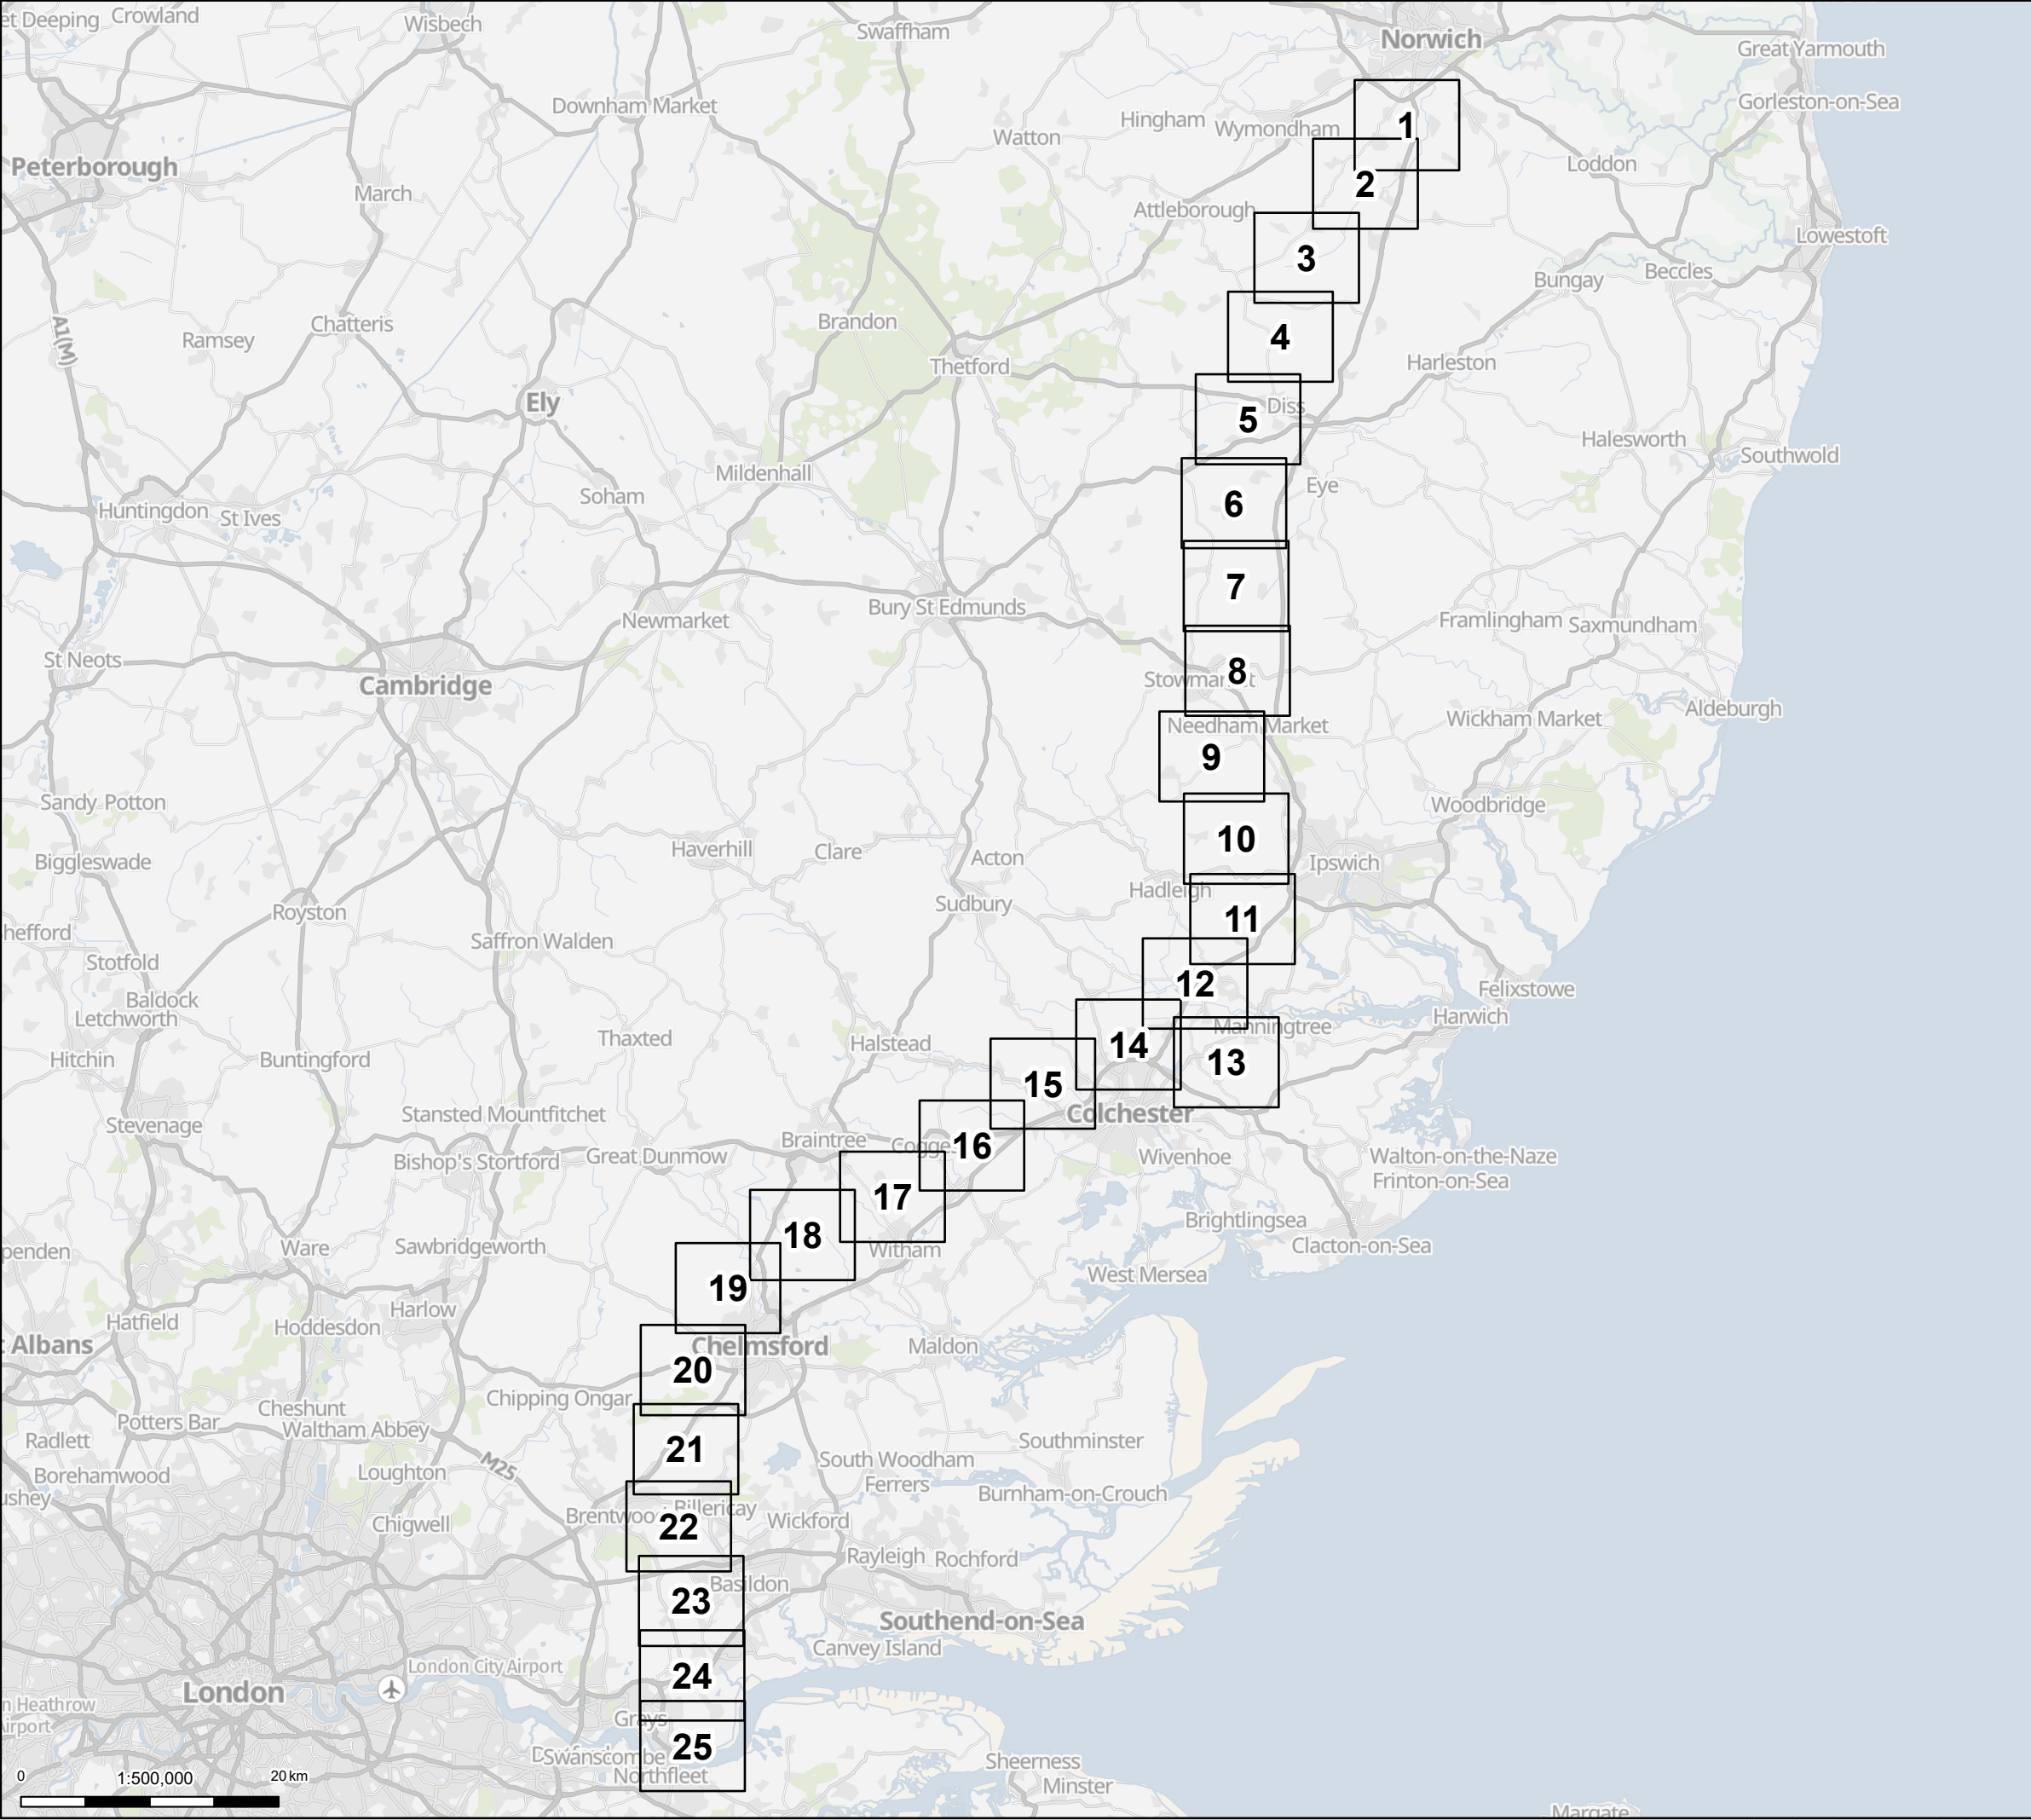 et Deeping
Crowland
Wisbech
Swaffham
Norwich
Great Yarmouth
Downham Market
Gorleston-on-Sea
Hingham
Wymondham
1
Watton
Peterborough
Loddon
March
2
Attleborough
Lowestoft
3
Bungay
Beccles
A1(M)
Ramsey
Chatteris
Brandon
4
Thetford
Harleston
Ely
Diss
5
Halesworth
Southwold
Mildenhall
Soham
Eye
6
Huntingdon
St Ives
7
Bury St Edmunds
Newmarket
Framlingham
Saxmundham
St Neots
Cambridge
8
Needham Market
Wickham Market
Aldeburgh
9
Sandy
Potton
Woodbridge
10
Haverhill
Clare
Acton
Ipswich
Biggleswade
Hadleigh
Sudbury
Royston
11
hefford
Saffron Walden
Stotfold
12
Felixstowe
Baldock
Letchworth
Harwich
Manningtree
Thaxted
Halstead
14
13
Hitchin
Buntingford
15
Stansted Mountfitchet
Colchester
Stevenage
Braintree
16
Great Dunmow
Bishop's Stortford
Wivenhoe
Walton-on-the-Naze
Frinton-on-Sea
17
Brightlingsea
18
Witham
Clacton-on-Sea
penden
Ware
Sawbridgeworth
West Mersea
19
Harlow
Hatfield
Hoddesdon
Albans
Chelmsford
Maldon
20
Chipping Ongar
Cheshunt
Potters Bar
Waltham Abbey
Radlett
21
Southminster
M25
South Woodham
Ferrers
Borehamwood
Loughton
ushey
Burnham-on-Crouch
Billericay
Chigwell
22
Wickford
Rayleigh
Rochford
Basildon
23
Southend-on-Sea
Canvey Island
London City Airport
24
London
n Heathrow
Airport
Grays
25
Swanscombe
Northfleet
Sheerness
Minster
0
1:500,000
20 km
Margate